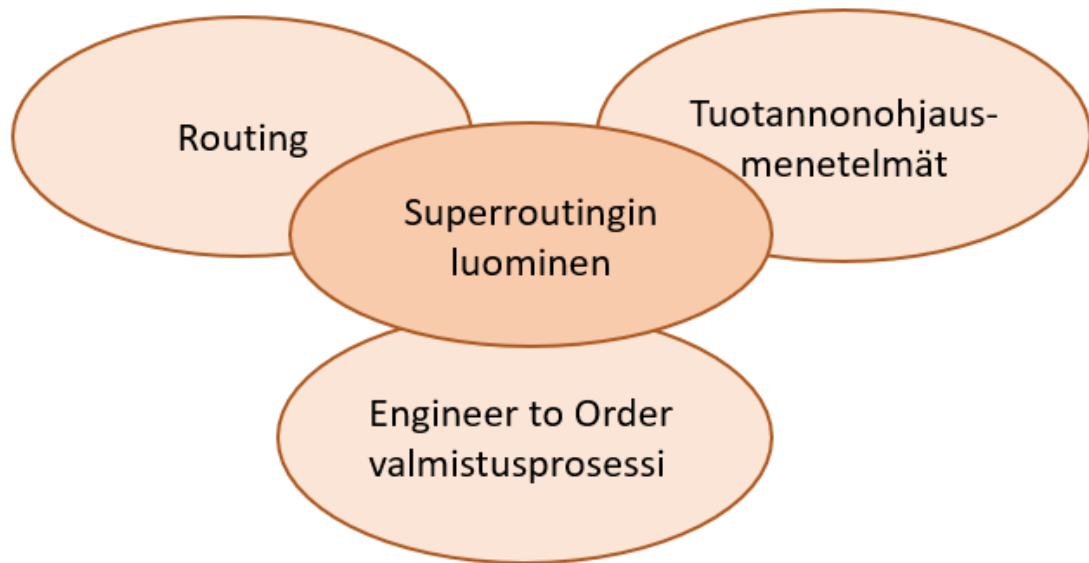 Routing
Tuotannonohjaus-
menetelmät
Superroutingin
luominen
Engineer to Order
valmistusprosessi